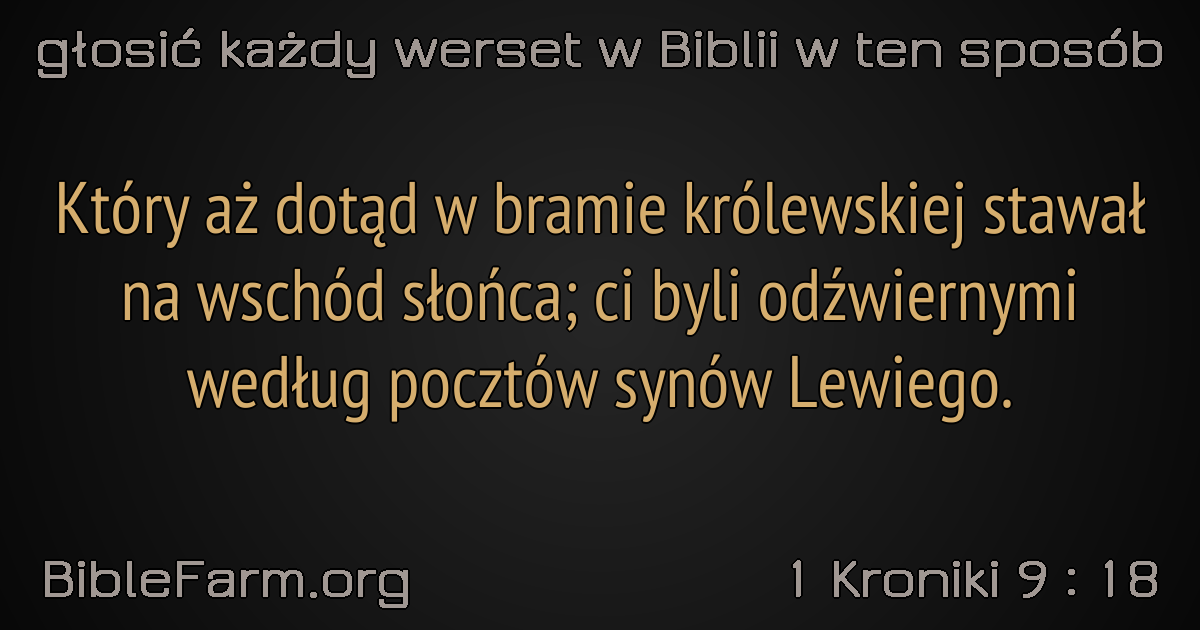 głosić każdy werset w Biblii w ten sposób
Który aż dotąd w bramie królewskiej stawał
na wschód słońca; ci byli odźwiernymi
według pocztów synów Lewiego.
BibleFarm.org
1 Kroniki 9 : 18